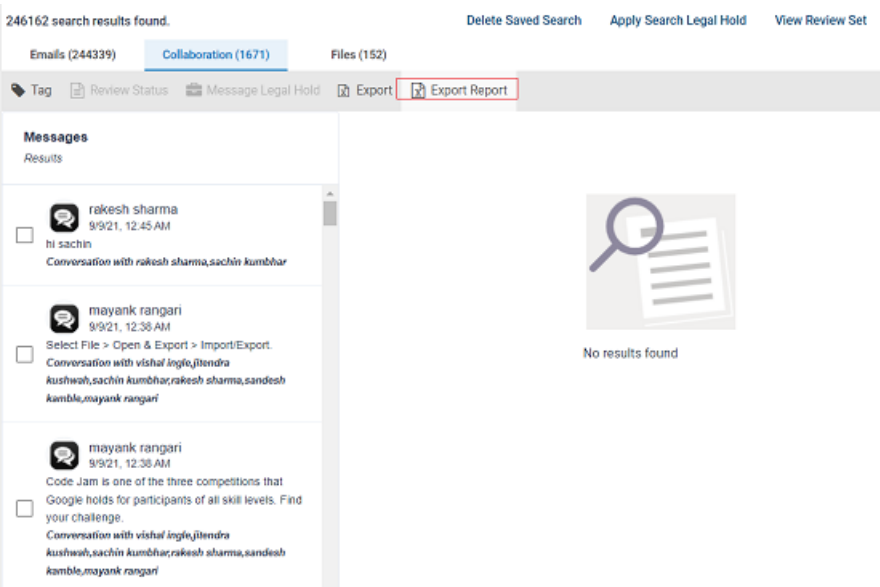 246162 search results found.
Delete Saved Search Apply Search Legal Hold View Review Set
Emails (244339) Collaboration (1671) Files (152)
Tag Review Status Message Legal Hold Export Export Report
Messages
Results
rakesh sharma
9/9/21, 12:45 AM
hi sachin
Conversation with rakesh sharma,sachin kumbhar
mayank rangari
9/9/21, 12:38 AM
Select File > Open & Export > Import/Export.
Conversation with vishal ingle,jitendra
kushwah,sachin kumbhar,rakesh sharma,sandesh
kamble,mayank rangari
mayank rangari
9/9/21, 12:38 AM
Code Jam is one of the three competitions that
Google holds for participants of all skill levels. Find
your challenge.
Conversation with vishal ingle,jitendra
kushwah,sachin kumbhar,rakesh sharma,sandesh
kamble,mayank rangari
No results found